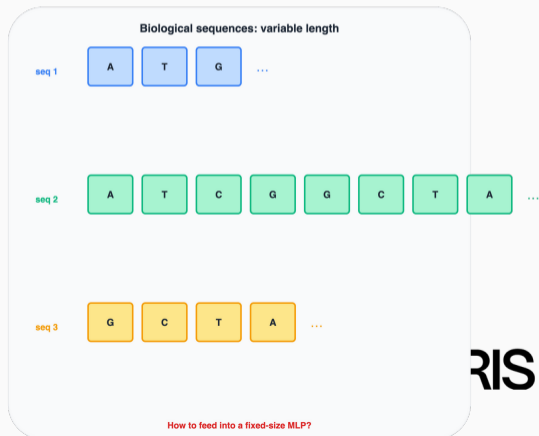 Biological sequences: variable length
seq 1 A T G ...
seq 2 A T C G G C T A ...
seq 3 G C T A ...
RIS
How to feed into a fixed-size MLP?